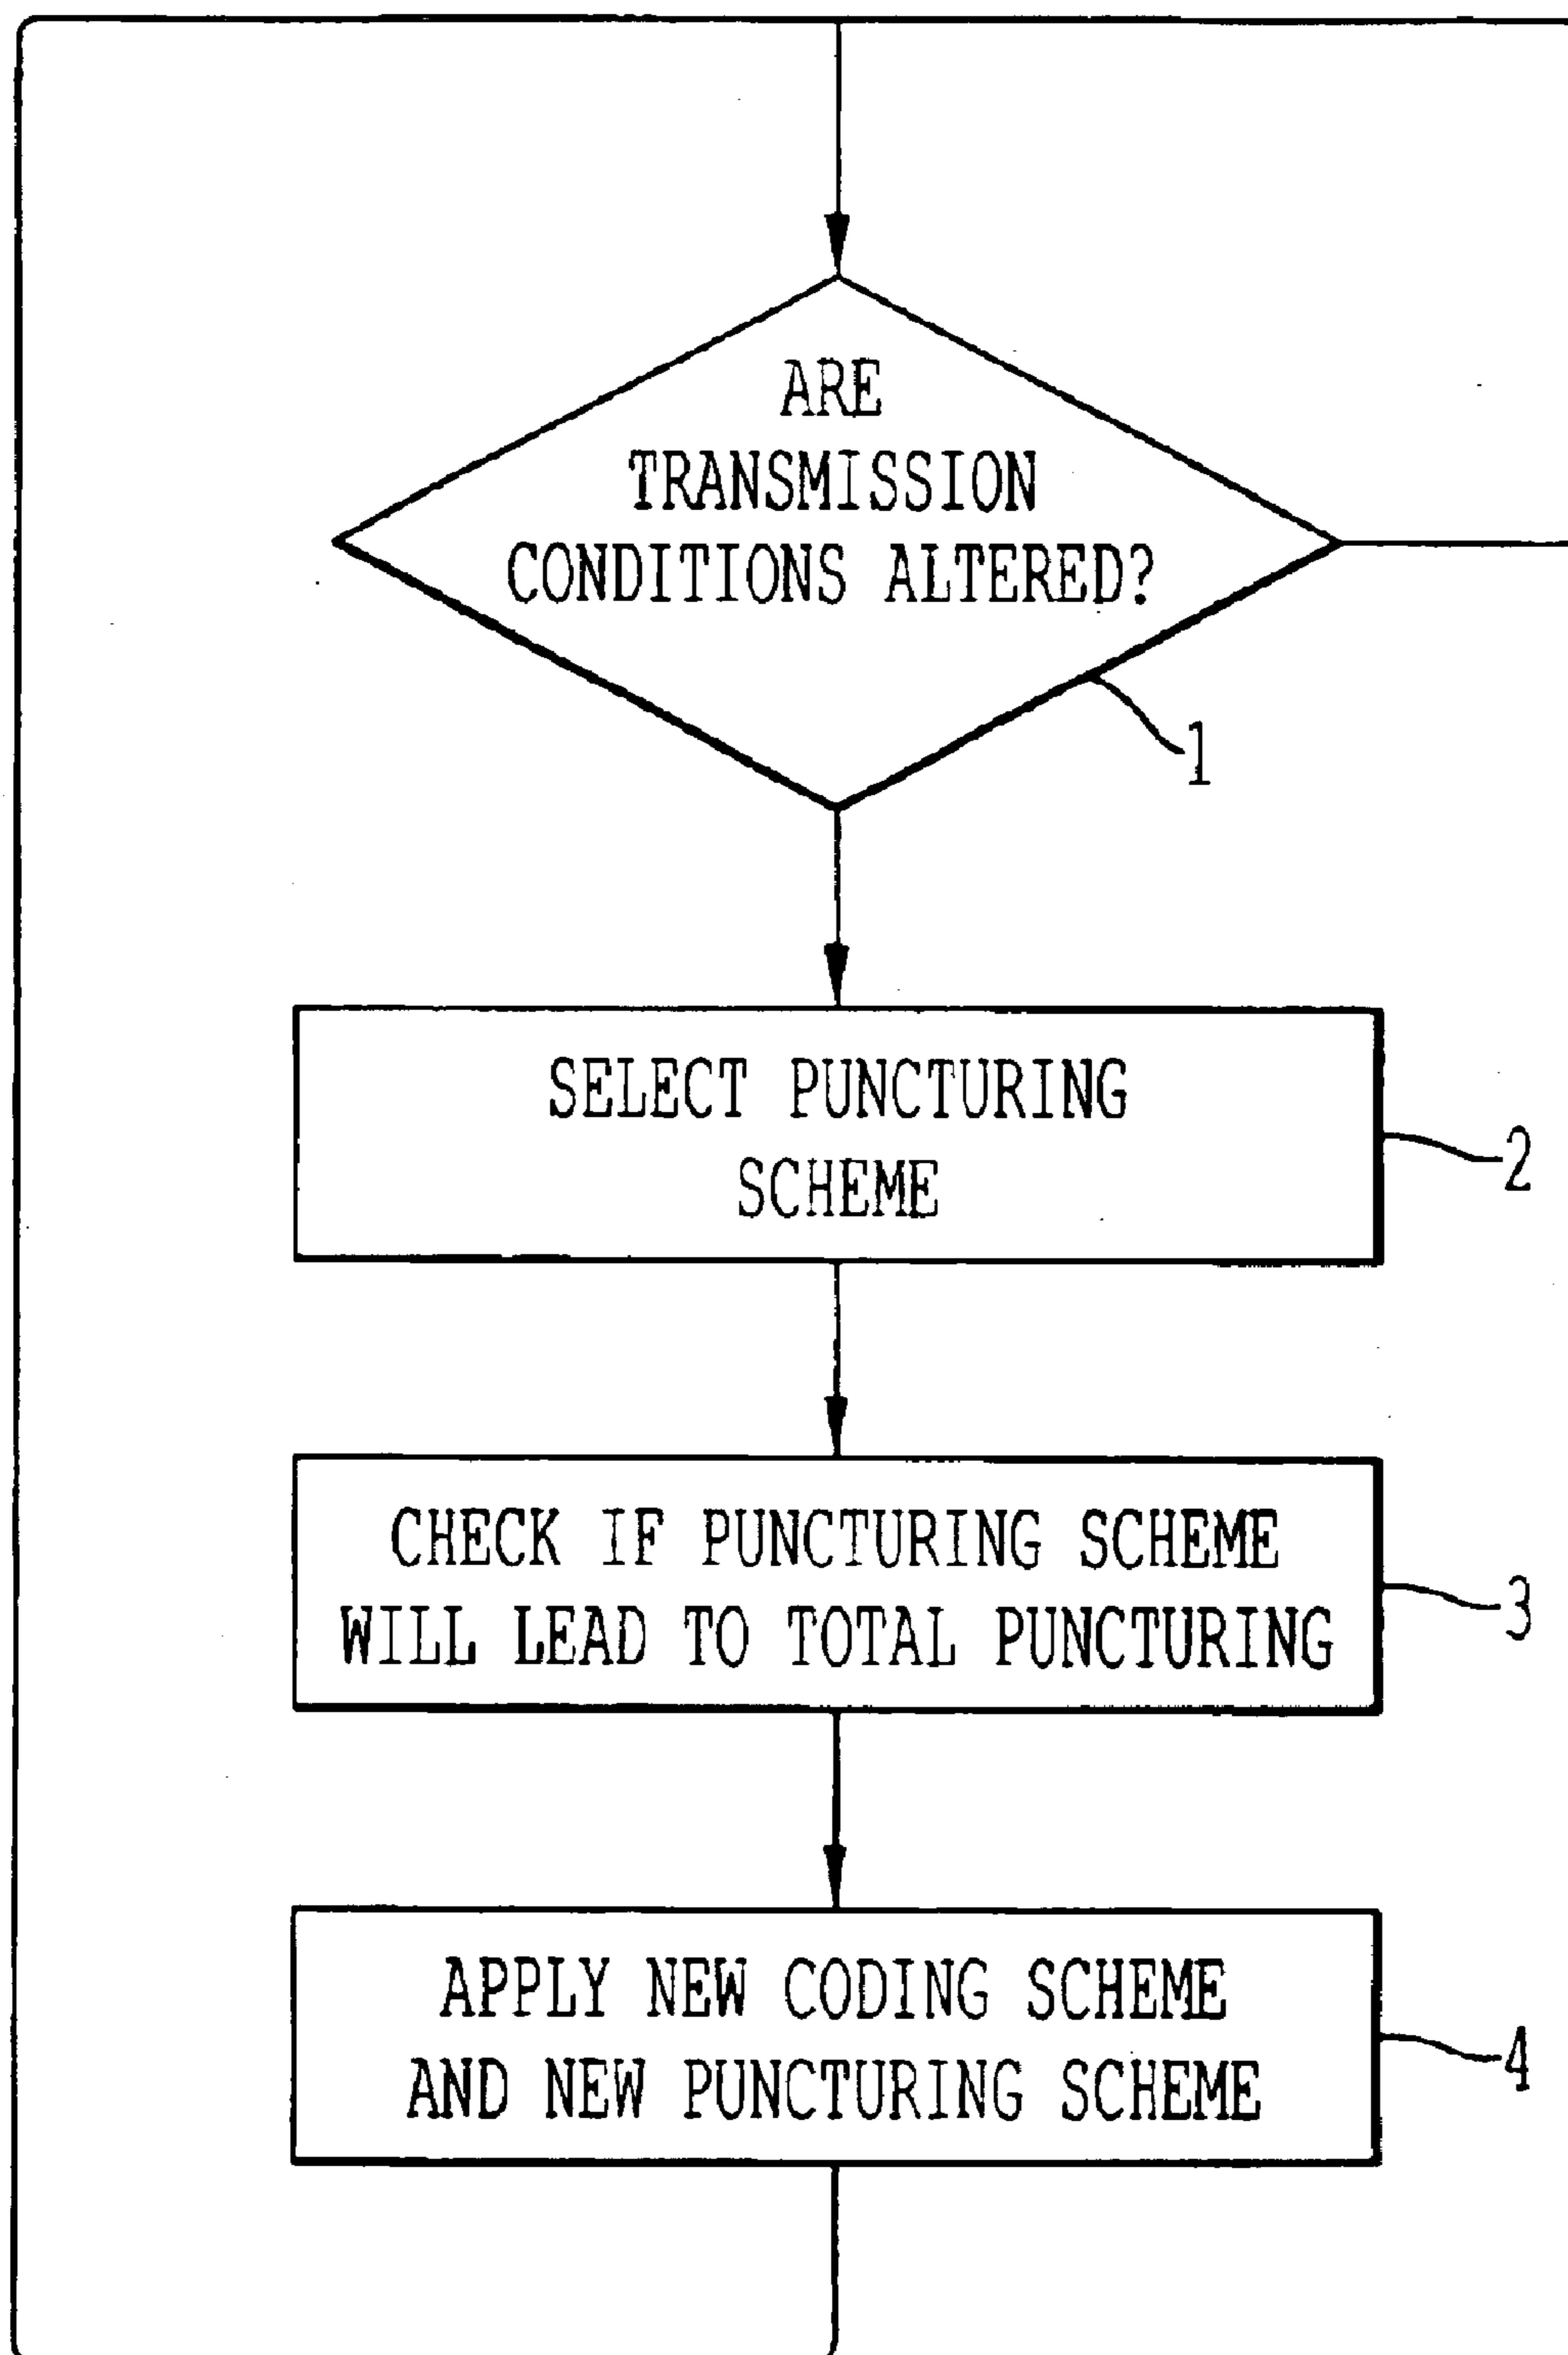 ARE
TRANSMISSION
CONDITIONS ALTERED?
1
SELECT PUNCTURING
SCHEME
2
CHECK IF PUNCTURING SCHEME
WILL LEAD TO TOTAL PUNCTURING
3
APPLY NEW CODING SCHEME
AND NEW PUNCTURING SCHEME
4